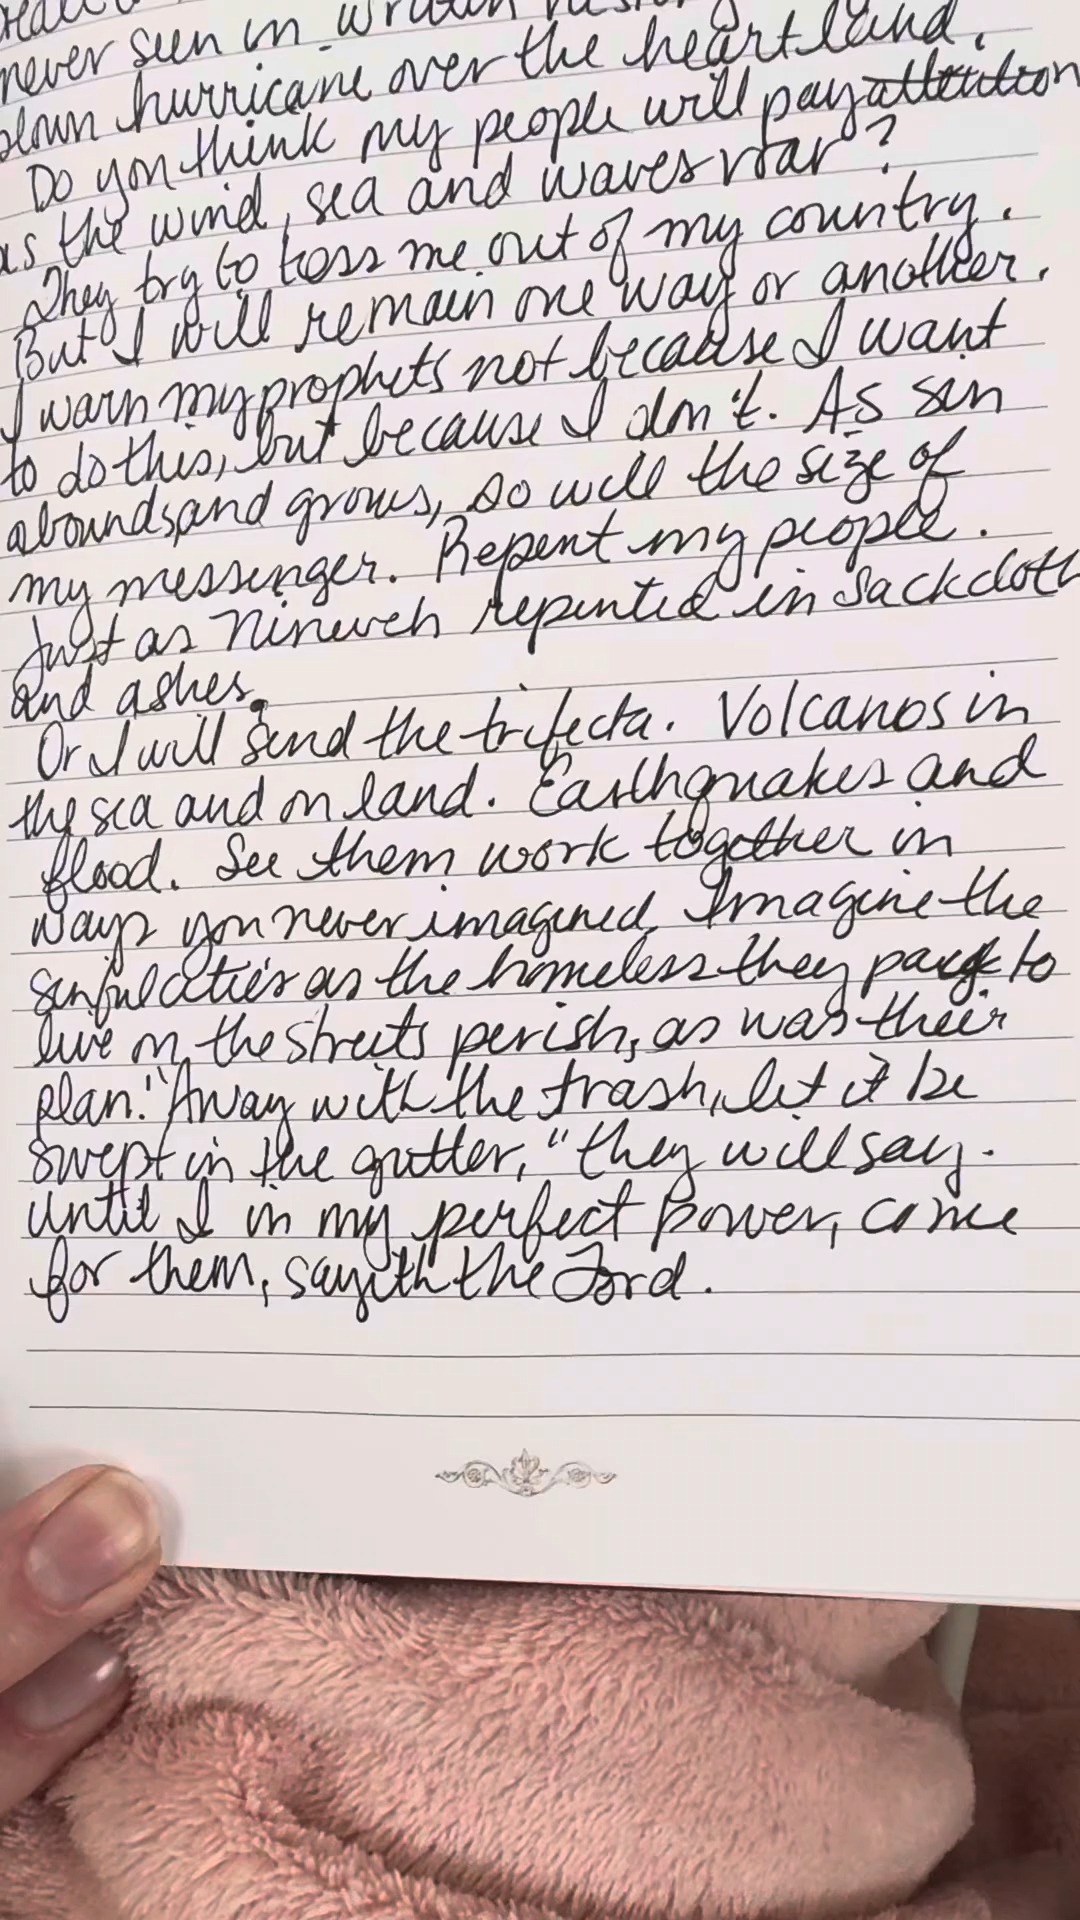 never seen in written history
blown hurricane over the heartland.
Do you think my people will pay attention
as the wind, sea and waves roar?
They try to toss me out of my country.
But I will remain one way or another.
I warn my prophets not because I want
to do this, but because I don't. As sin
abounds, and grows, so will the size of
my messenger. Repent my people.
Just as Nineveh repented in sackcloth
and ashes.
Or I will send the trifecta. Volcanos in
the sea and on land. Earthquakes and
flood. See them work together in
ways you never imagined. Imagine the
sinful cities as the homeless they pay to
live on the streets perish, as was their
plan. "Away with the trash, let it be
swept in the gutter," they will say.
Until I in my perfect power, come
for them, sayith the Lord.